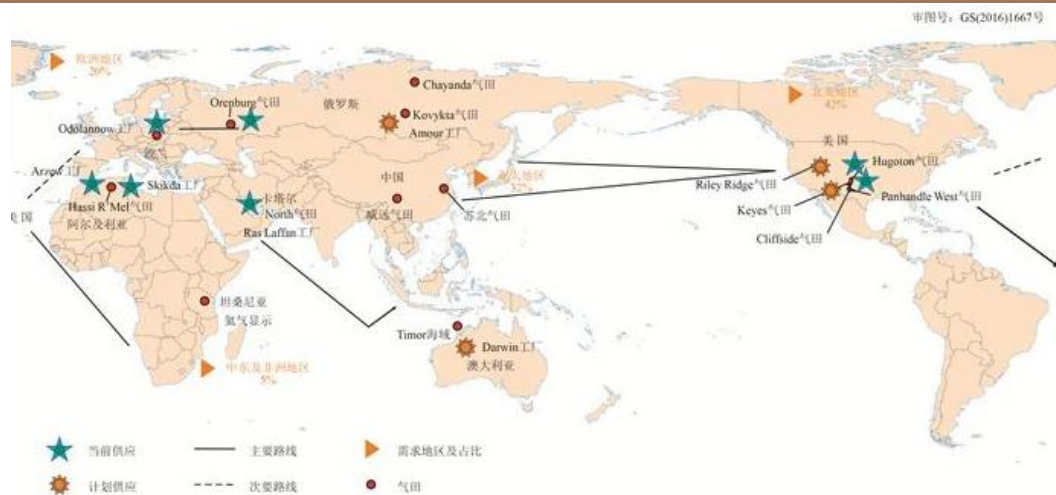 审图号：GS(2016)1667号
欧洲地区
20%
Chayanda气田
北美地区
42%
Orenburg气田
俄罗斯
Kovykta气田
Odolannow工厂
Amour工厂
美国
Hugoton气田
Arzew工厂
Skikda工厂
中国
亚太地区
32%
Riley Ridge气田
Hassi R'Mel气田
卡塔尔
North气田
威远气田
苏北气田
Keyes气田
Panhandle West气田
美国
阿尔及利亚
Ras Laffan工厂
Cliffside气田
坦桑尼亚
氦气显示
Timor海域
Darwin工厂
澳大利亚
中东及非洲地区
5%
当前供应
主要路线
需求地区及占比
计划供应
次要路线
气田